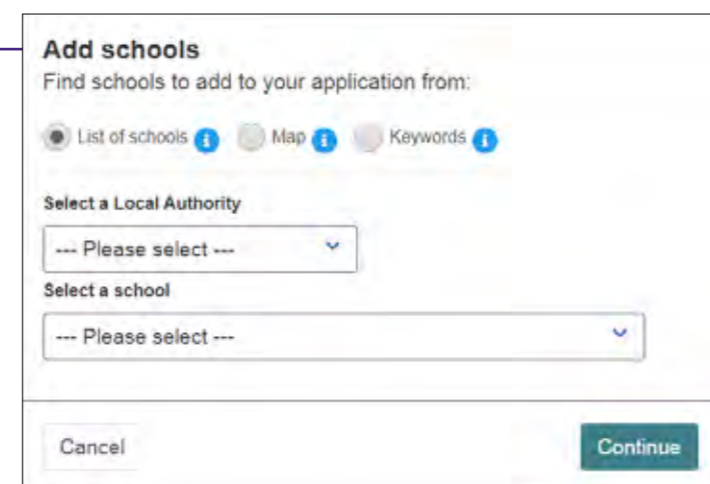 Add schools
Find schools to add to your application from:
List of schools i Map i Keywords i
Select a Local Authority
--- Please select ---
Select a school
--- Please select ---
Cancel Continue